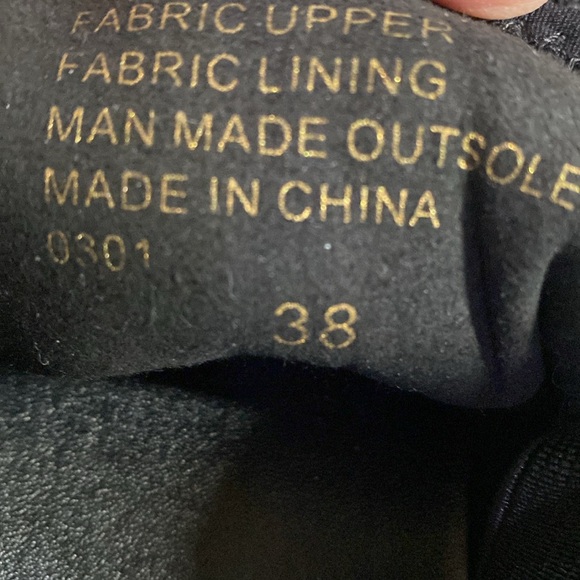 FABRIC UPPER
FABRIC LINING
MAN MADE OUTSOLE
MADE IN CHINA
0301
38